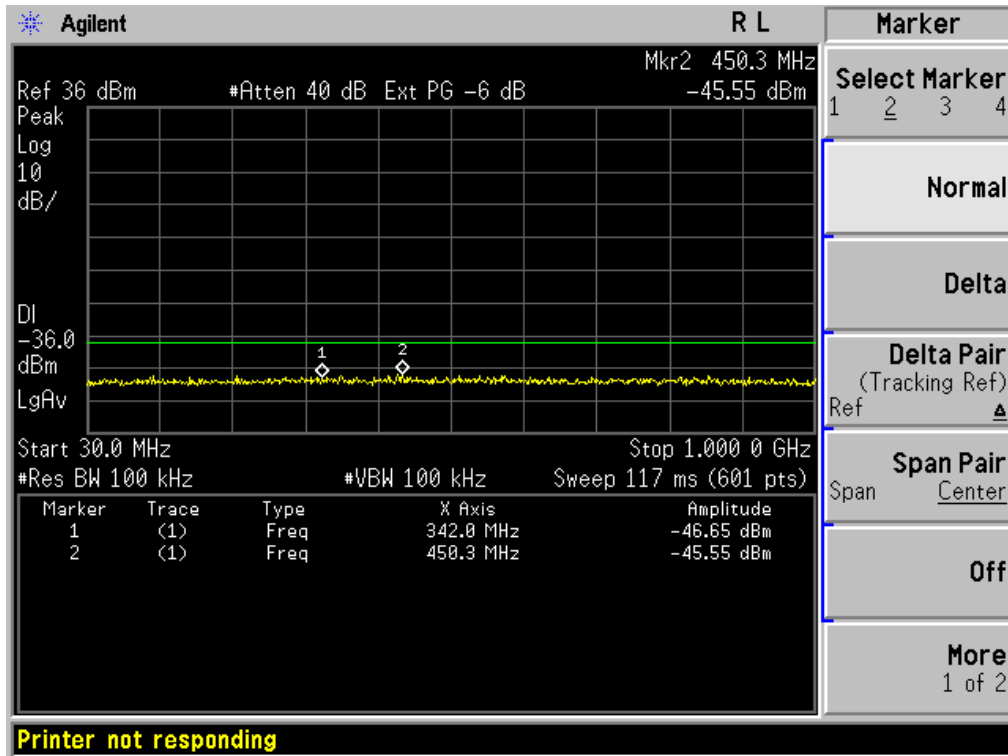 Agilent R L Marker
Mkr2 450.3 MHz
Ref 36 dBm #Atten 40 dB Ext PG -6 dB -45.55 dBm
Peak
Log
10
dB/
DI
-36.0
dBm
LgAv
1 2
Start 30.0 MHz Stop 1.000 0 GHz
#Res BW 100 kHz #VBW 100 kHz Sweep 117 ms (601 pts)
Marker Trace Type X Axis Amplitude
1 (1) Freq 342.0 MHz -46.65 dBm
2 (1) Freq 450.3 MHz -45.55 dBm
Select Marker
1 2 3 4
Normal
Delta
Delta Pair
(Tracking Ref)
Ref Δ
Span Pair
Span Center
Off
More
1 of 2
Printer not responding